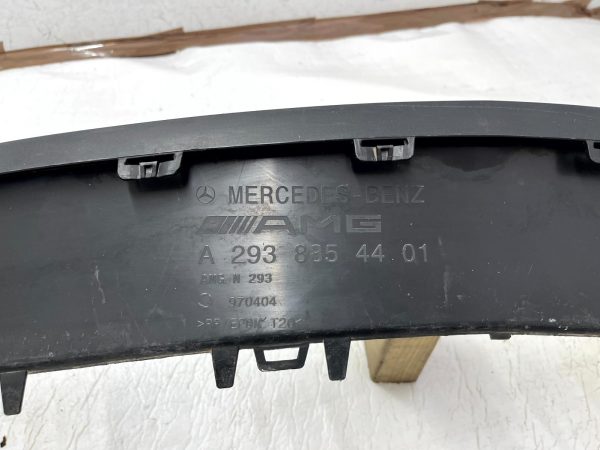 MERCEDES-BENZ
AMG
A 293 885 44 01
AMG N 293
970404